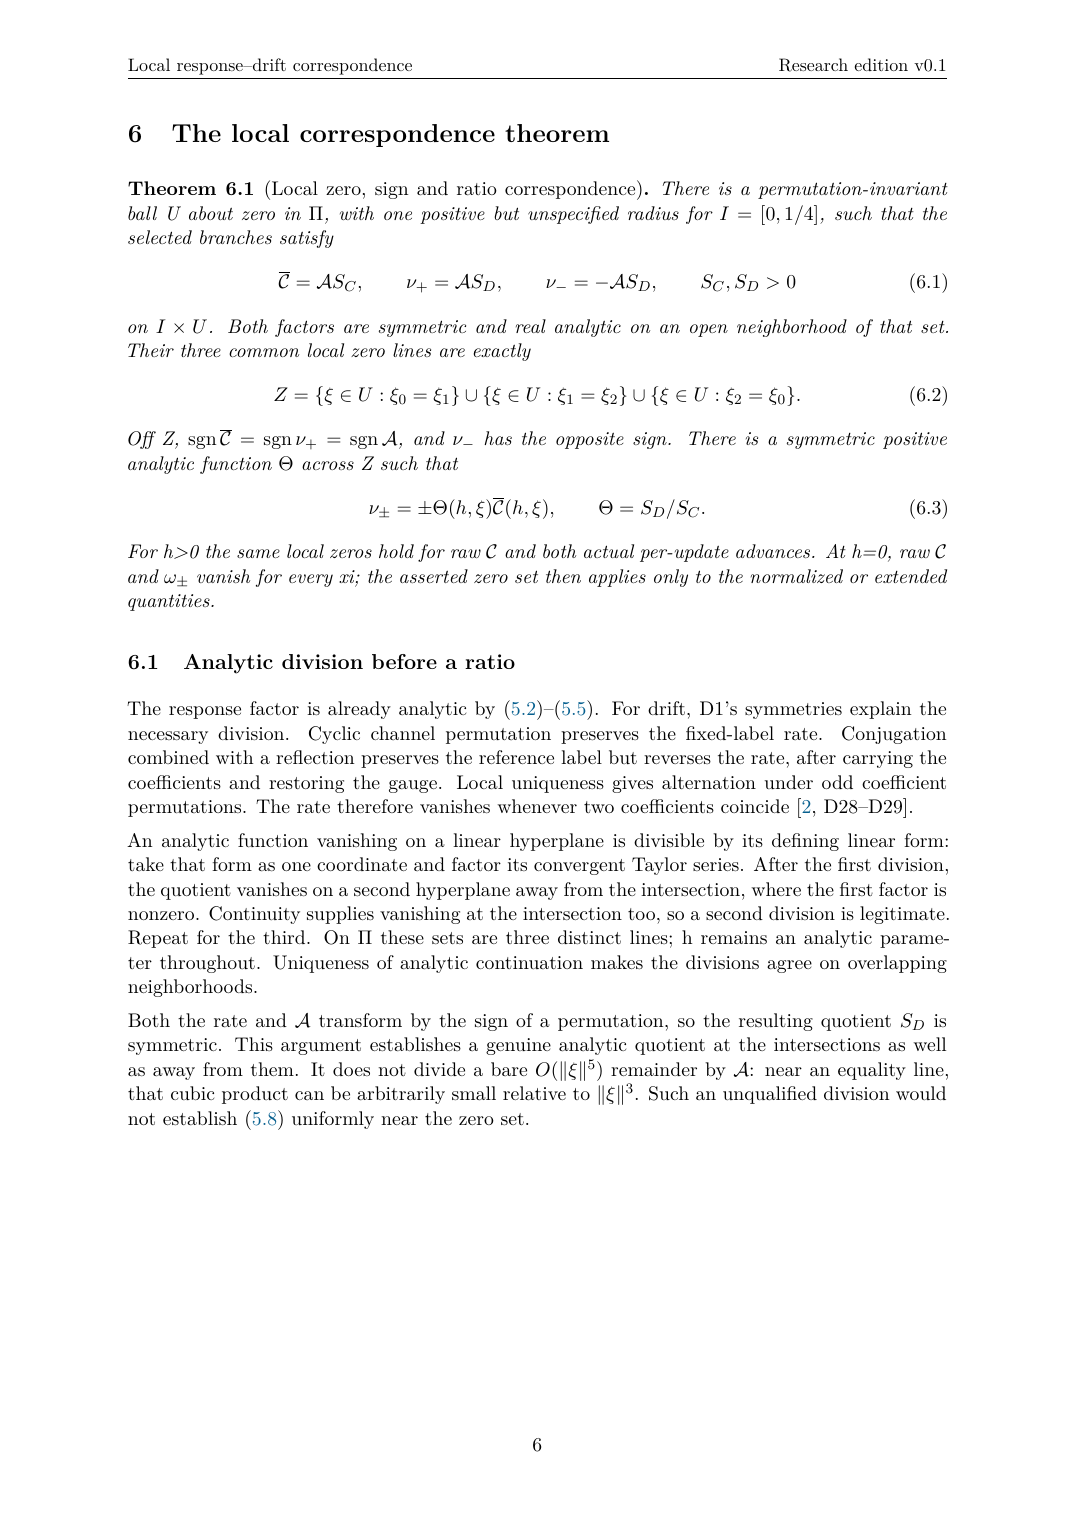 Local response–drift correspondence Research edition v0.1
6 The local correspondence theorem
Theorem 6.1 (Local zero, sign and ratio correspondence). There is a permutation-invariant
ball U about zero in Π, with one positive but unspecified radius for I = [0, 1/4], such that the
selected branches satisfy
𝒞̅ = 𝒜S_C, ν₊ = 𝒜S_D, ν₋ = −𝒜S_D, S_C, S_D > 0 (6.1)
on I × U. Both factors are symmetric and real analytic on an open neighborhood of that set.
Their three common local zero lines are exactly
Z = {ξ ∈ U : ξ₀ = ξ₁} ∪ {ξ ∈ U : ξ₁ = ξ₂} ∪ {ξ ∈ U : ξ₂ = ξ₀}. (6.2)
Off Z, sgn 𝒞̅ = sgn ν₊ = sgn 𝒜, and ν₋ has the opposite sign. There is a symmetric positive
analytic function Θ across Z such that
ν± = ±Θ(h, ξ)𝒞̅(h, ξ), Θ = S_D/S_C. (6.3)
For h>0 the same local zeros hold for raw 𝒞 and both actual per-update advances. At h=0, raw 𝒞
and ω± vanish for every xi; the asserted zero set then applies only to the normalized or extended
quantities.
6.1 Analytic division before a ratio
The response factor is already analytic by (5.2)–(5.5). For drift, D1's symmetries explain the
necessary division. Cyclic channel permutation preserves the fixed-label rate. Conjugation
combined with a reflection preserves the reference label but reverses the rate, after carrying the
coefficients and restoring the gauge. Local uniqueness gives alternation under odd coefficient
permutations. The rate therefore vanishes whenever two coefficients coincide [2, D28–D29].
An analytic function vanishing on a linear hyperplane is divisible by its defining linear form:
take that form as one coordinate and factor its convergent Taylor series. After the first division,
the quotient vanishes on a second hyperplane away from the intersection, where the first factor is
nonzero. Continuity supplies vanishing at the intersection too, so a second division is legitimate.
Repeat for the third. On Π these sets are three distinct lines; h remains an analytic parame-
ter throughout. Uniqueness of analytic continuation makes the divisions agree on overlapping
neighborhoods.
Both the rate and 𝒜 transform by the sign of a permutation, so the resulting quotient S_D is
symmetric. This argument establishes a genuine analytic quotient at the intersections as well
as away from them. It does not divide a bare O(‖ξ‖⁵) remainder by 𝒜: near an equality line,
that cubic product can be arbitrarily small relative to ‖ξ‖³. Such an unqualified division would
not establish (5.8) uniformly near the zero set.
6